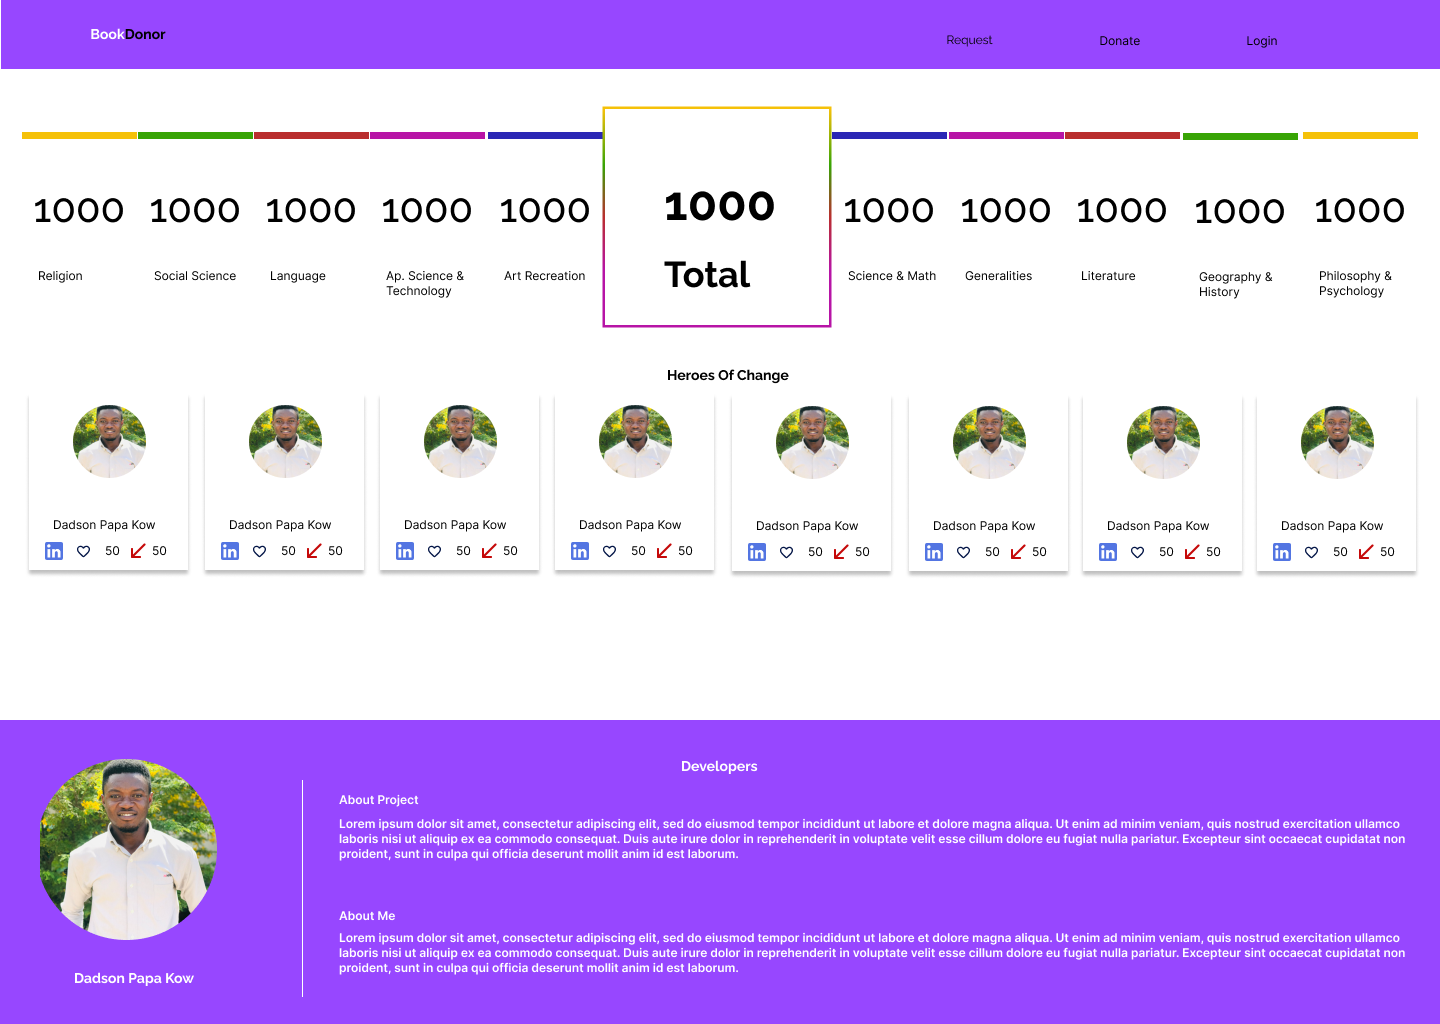 BookDonor
Request
Donate
Login
1000
1000
1000
1000
1000
1000
1000
1000
1000
1000
1000
Religion
Social Science
Language
Ap. Science &
Technology
Art Recreation
Total
Science & Math
Generalities
Literature
Geography &
History
Philosophy &
Psychology
Heroes Of Change
Dadson Papa Kow
in 50 50
Dadson Papa Kow
in 50 50
Dadson Papa Kow
in 50 50
Dadson Papa Kow
in 50 50
Dadson Papa Kow
in 50 50
Dadson Papa Kow
in 50 50
Dadson Papa Kow
in 50 50
Dadson Papa Kow
in 50 50
Developers
About Project
Lorem ipsum dolor sit amet, consectetur adipiscing elit, sed do eiusmod tempor incididunt ut labore et dolore magna aliqua. Ut enim ad minim veniam, quis nostrud exercitation ullamco
laboris nisi ut aliquip ex ea commodo consequat. Duis aute irure dolor in reprehenderit in voluptate velit esse cillum dolore eu fugiat nulla pariatur. Excepteur sint occaecat cupidatat non
proident, sunt in culpa qui officia deserunt mollit anim id est laborum.
About Me
Lorem ipsum dolor sit amet, consectetur adipiscing elit, sed do eiusmod tempor incididunt ut labore et dolore magna aliqua. Ut enim ad minim veniam, quis nostrud exercitation ullamco
laboris nisi ut aliquip ex ea commodo consequat. Duis aute irure dolor in reprehenderit in voluptate velit esse cillum dolore eu fugiat nulla pariatur. Excepteur sint occaecat cupidatat non
proident, sunt in culpa qui officia deserunt mollit anim id est laborum.
Dadson Papa Kow